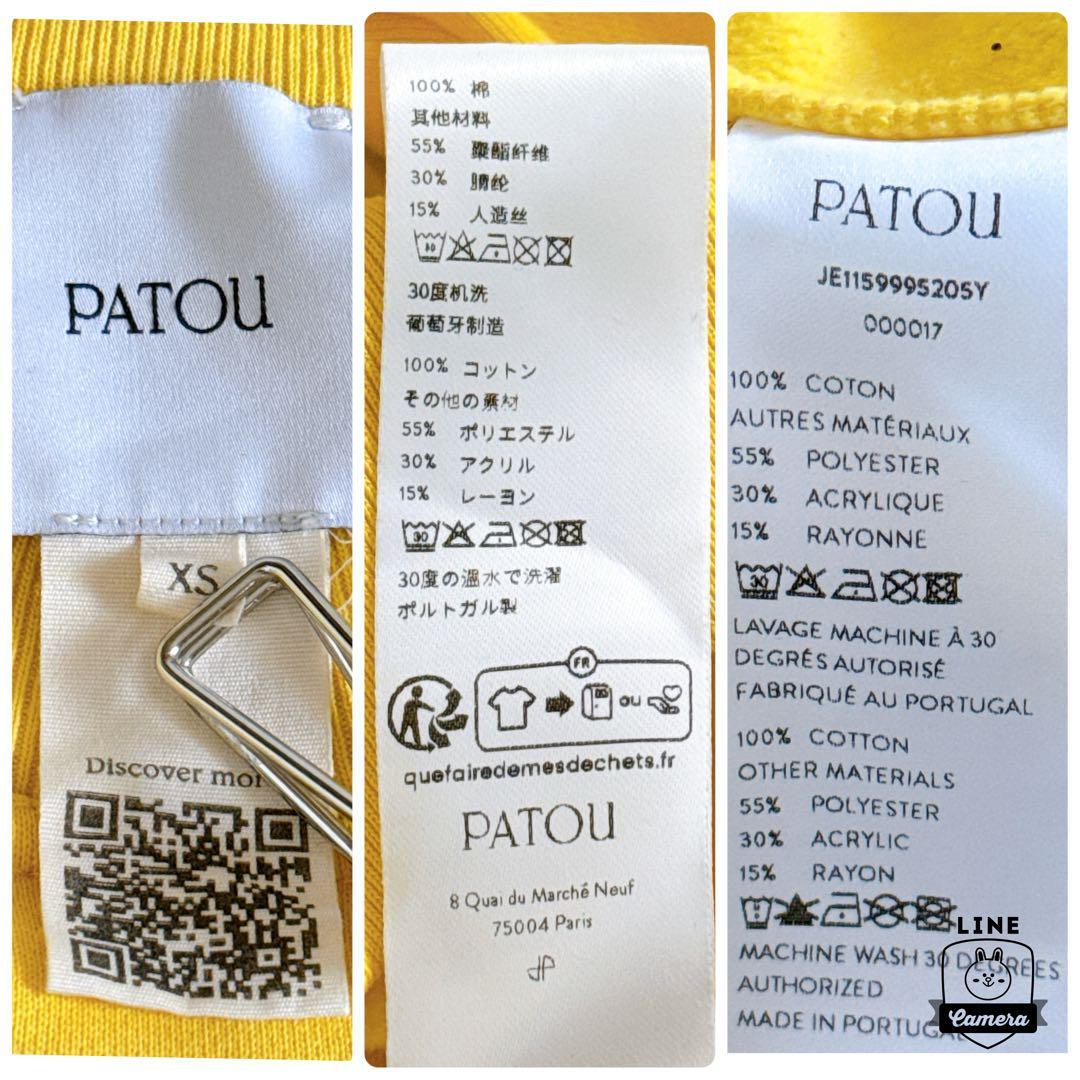 PATOU
XS
Discover mor
100% 棉
其他材料
55% 聚酯纤维
30% 腈纶
15% 人造丝
30度机洗
葡萄牙制造
100% コットン
その他の素材
55% ポリエステル
30% アクリル
15% レーヨン
30
30度の温水で洗濯
ポルトガル製
FR
ou
quefairedemesdechets.fr
PATOU
8 Quai du Marché Neuf
75004 Paris
JP
PATOU
JE1159995205Y
000017
100% COTON
AUTRES MATÉRIAUX
55% POLYESTER
30% ACRYLIQUE
15% RAYONNE
30
LAVAGE MACHINE À 30
DEGRÉS AUTORISÉ
FABRIQUÉ AU PORTUGAL
100% COTTON
OTHER MATERIALS
55% POLYESTER
30% ACRYLIC
15% RAYON
MACHINE WASH 30 DEGREES
AUTHORIZED
MADE IN PORTUGAL
LINE
Camera